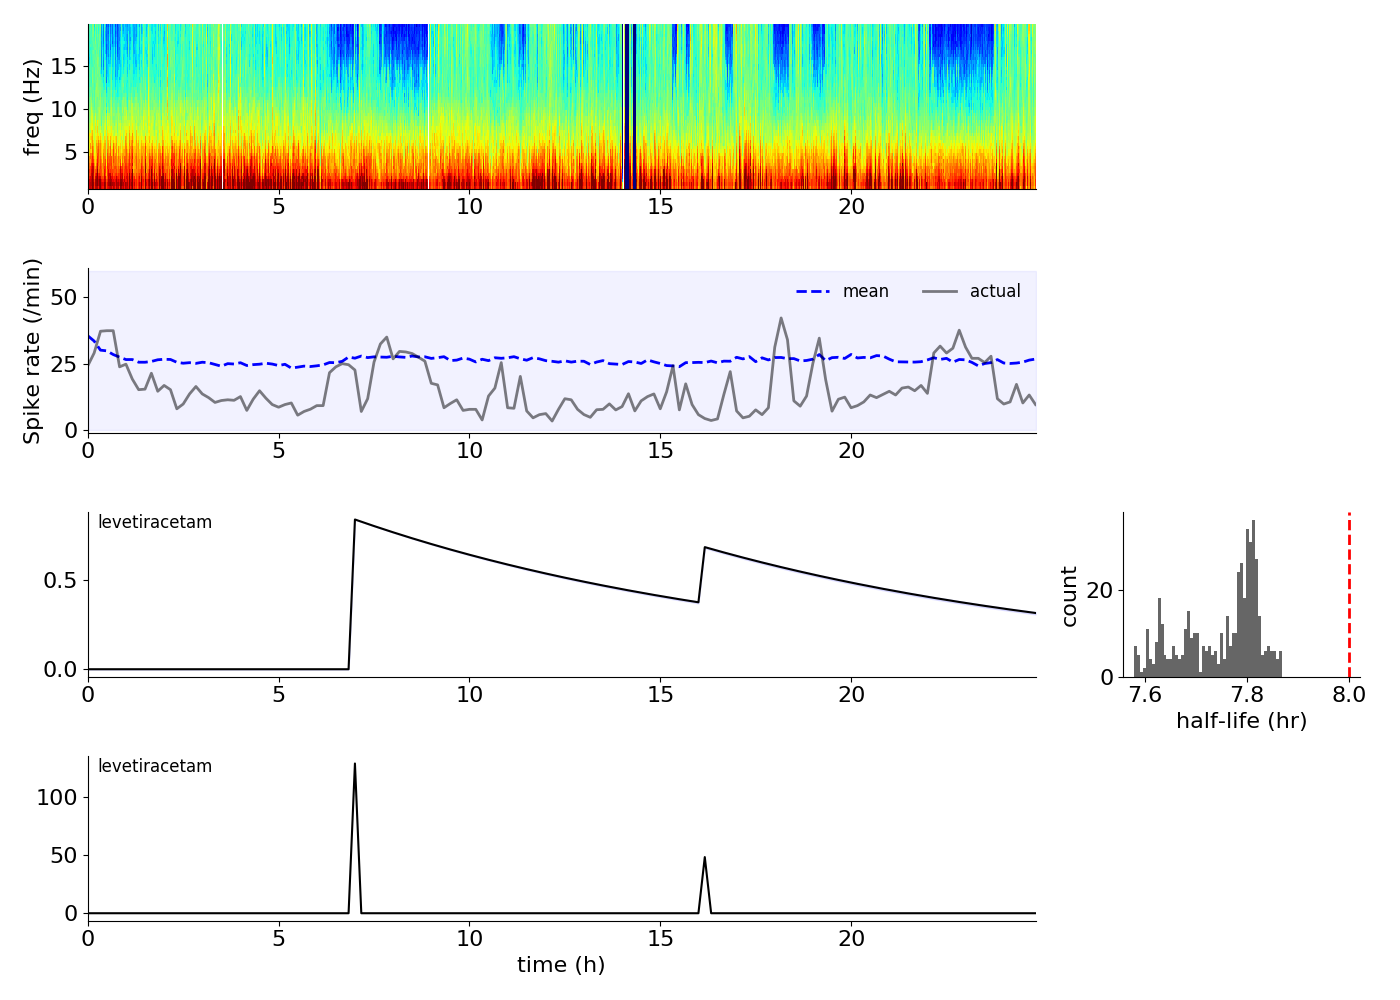 freq (Hz)
15
10
5
0 5 10 15 20
Spike rate (/min)
50
25
0
mean actual
0 5 10 15 20
levetiracetam
0.5
0.0
0 5 10 15 20
count
20
0
7.6 7.8 8.0
half-life (hr)
levetiracetam
100
50
0
0 5 10 15 20
time (h)